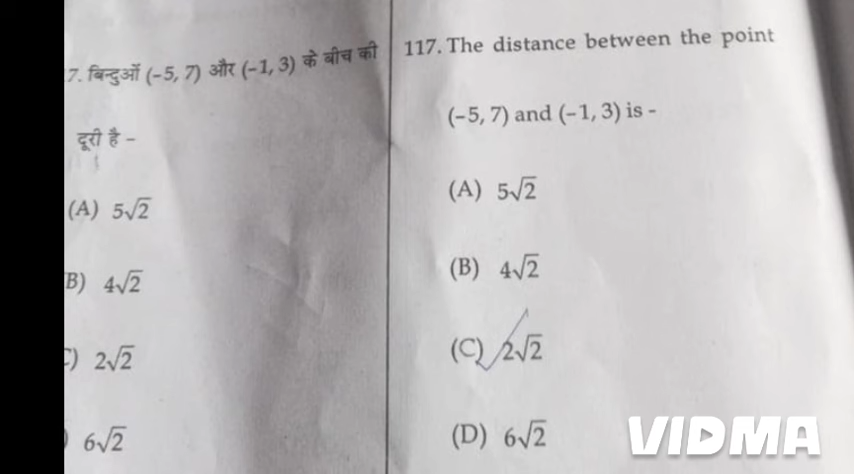 7. बिन्दुओं (−5, 7) और (−1, 3) के बीच की
दूरी है −
(A) 5√2
B) 4√2
) 2√2
6√2
117. The distance between the point
(−5, 7) and (−1, 3) is -
(A) 5√2
(B) 4√2
(C) 2√2
(D) 6√2
VIDMA